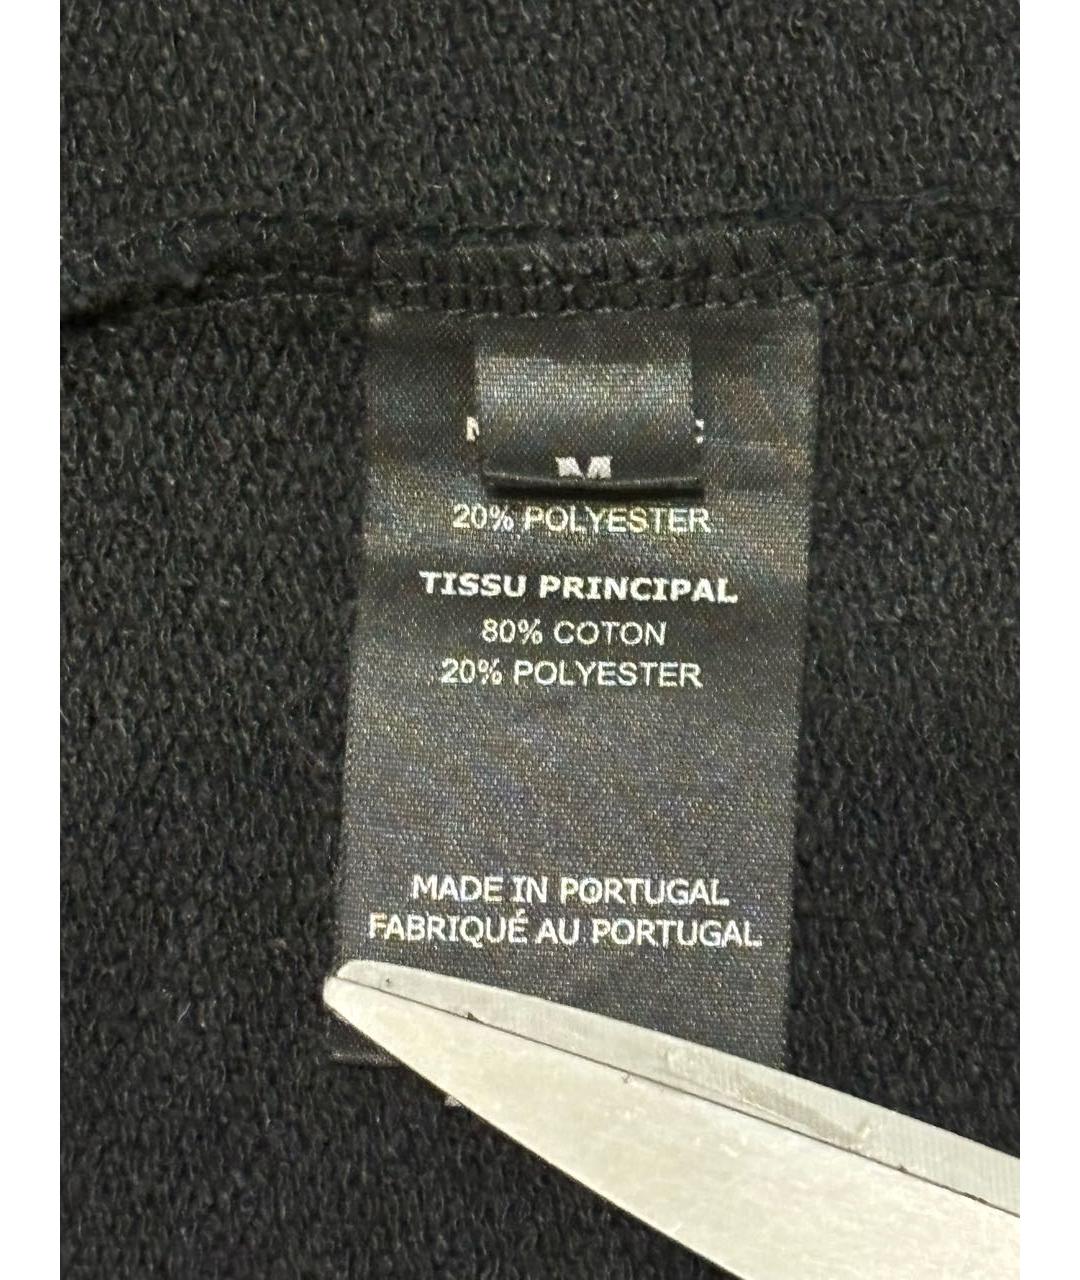 M
20% POLYESTER
TISSU PRINCIPAL
80% COTON
20% POLYESTER
MADE IN PORTUGAL
FABRIQUÉ AU PORTUGAL